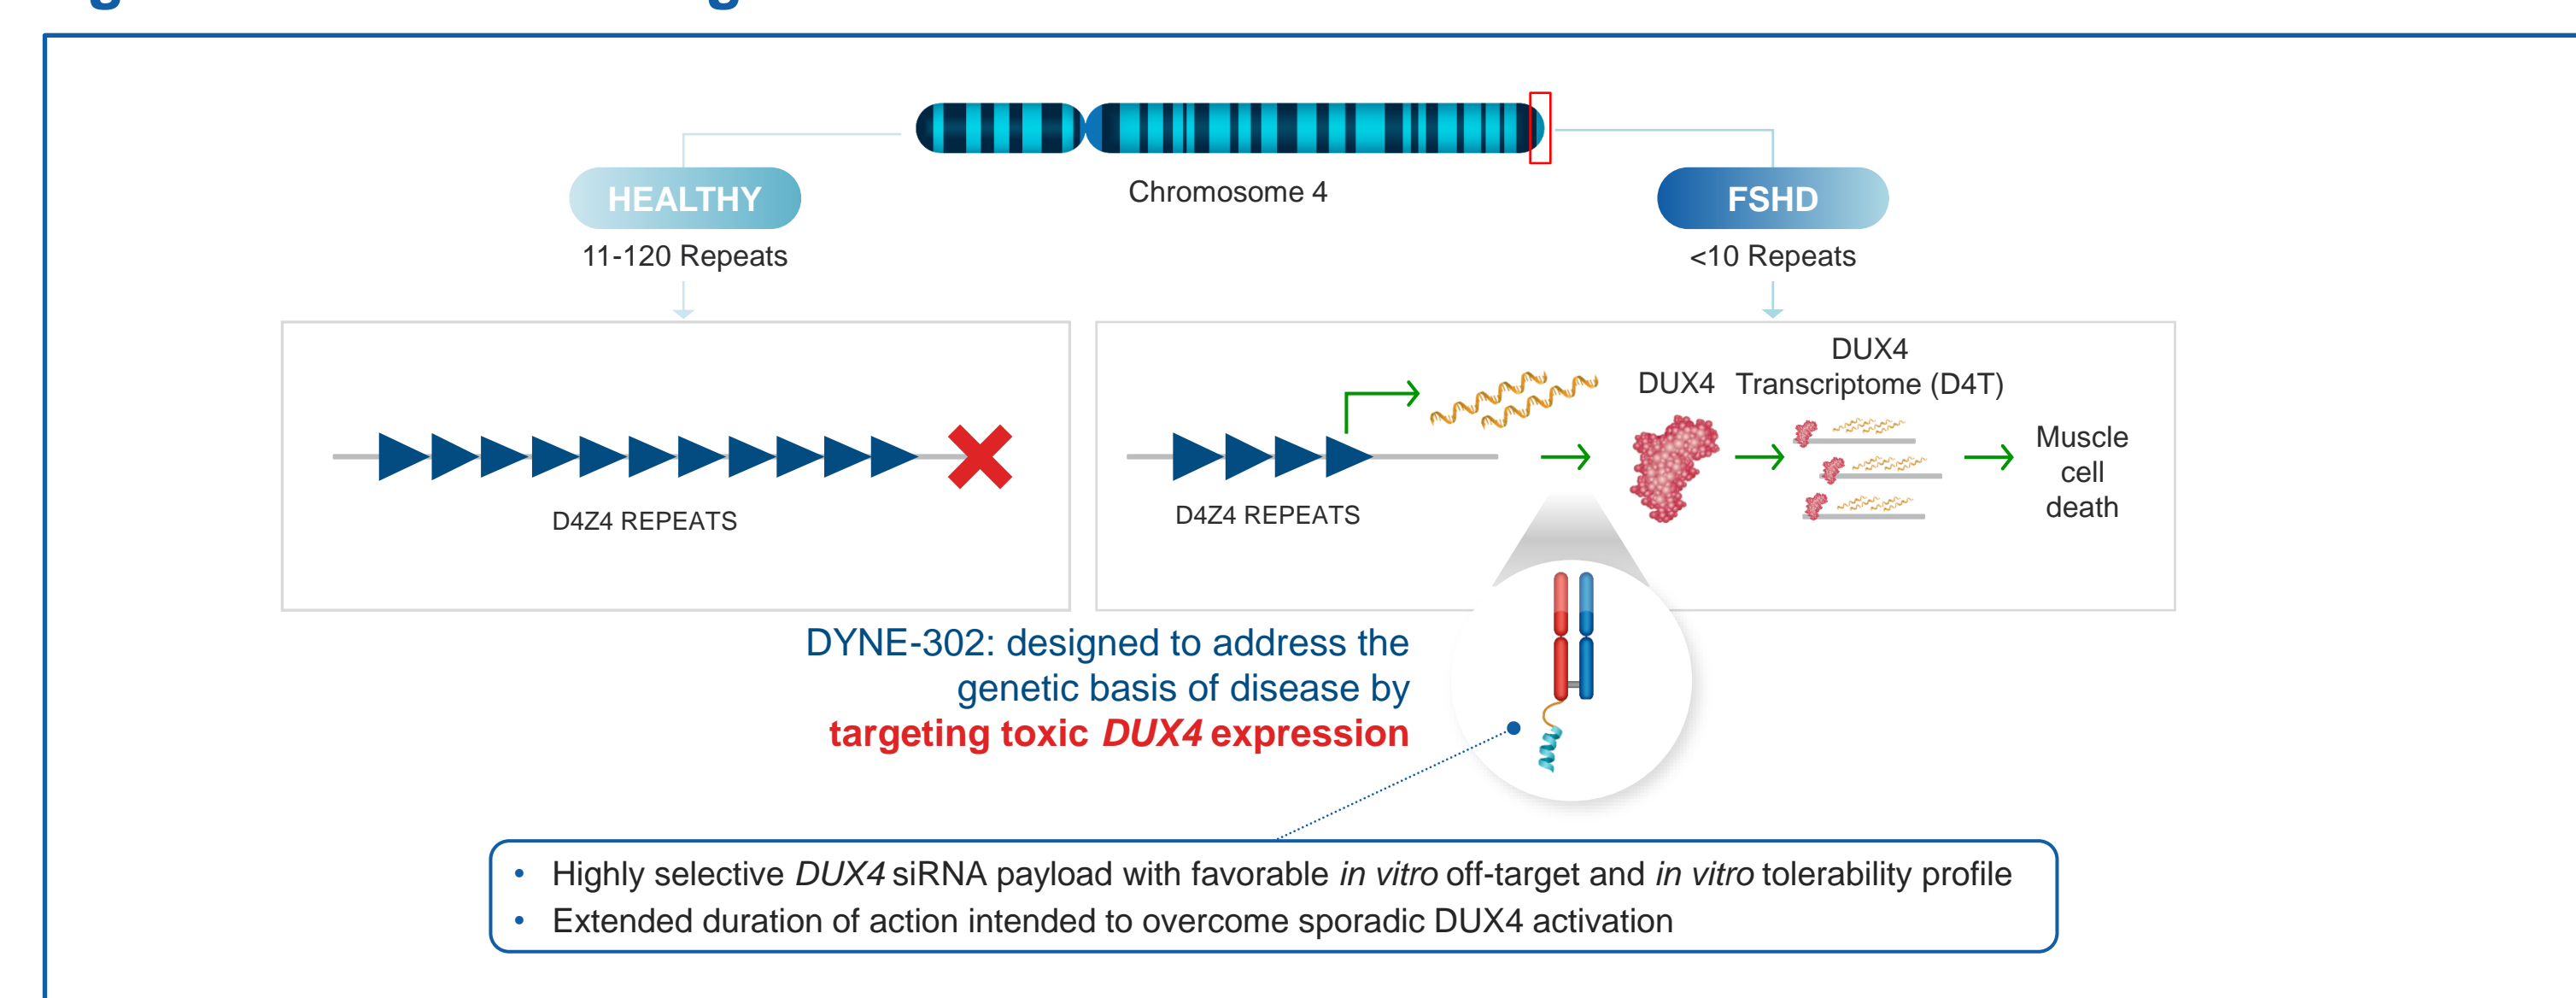 Chromosome 4
HEALTHY
11-120 Repeats
FSHD
<10 Repeats
D4Z4 REPEATS
D4Z4 REPEATS
DUX4
DUX4
Transcriptome (D4T)
Muscle
cell
death
DYNE-302: designed to address the
genetic basis of disease by
targeting toxic DUX4 expression
• Highly selective DUX4 siRNA payload with favorable in vitro off-target and in vitro tolerability profile
• Extended duration of action intended to overcome sporadic DUX4 activation